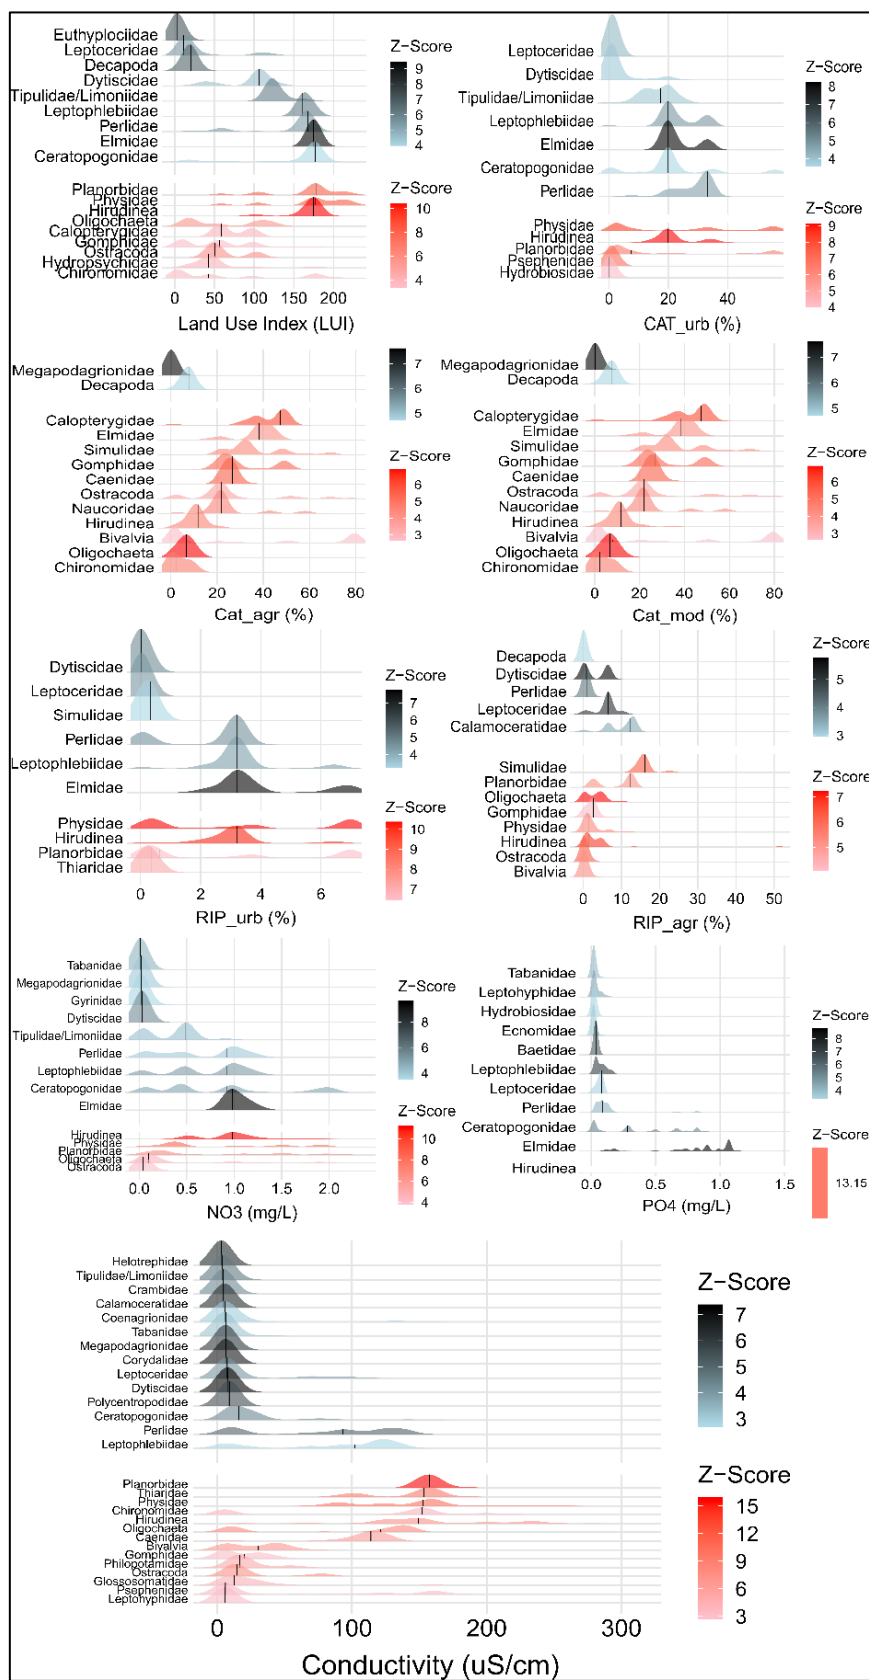 Euthyplociidae
Leptoceridae
Decapoda
Dytiscidae
Tipulidae/Limoniidae
Leptophlebiidae
Perlidae
Elmidae
Ceratopogonidae
Z-Score
9
8
7
6
5
4
Planorbidae
Physidae
Hirudinea
Oligochaeta
Calopterygidae
Gomphidae
Ostracoda
Hydropsychidae
Chironomidae
Z-Score
10
8
6
4
0 50 100 150 200
Land Use Index (LUI)
Leptoceridae
Dytiscidae
Tipulidae/Limoniidae
Leptophlebiidae
Elmidae
Ceratopogonidae
Perlidae
Z-Score
8
7
6
5
4
Physidae
Hirudinea
Planorbidae
Psephenidae
Hydrobiosidae
Z-Score
9
8
7
6
5
4
0 20 40
CAT_urb (%)
Megapodagrionidae
Decapoda
Z-Score
7
6
5
Calopterygidae
Elmidae
Simulidae
Gomphidae
Caenidae
Ostracoda
Naucoridae
Hirudinea
Bivalvia
Oligochaeta
Chironomidae
Z-Score
6
5
4
3
0 20 40 60 80
Cat_agr (%)
Megapodagrionidae
Decapoda
Z-Score
7
6
5
Calopterygidae
Elmidae
Simulidae
Gomphidae
Caenidae
Ostracoda
Naucoridae
Hirudinea
Bivalvia
Oligochaeta
Chironomidae
Z-Score
6
5
4
3
0 20 40 60 80
Cat_mod (%)
Dytiscidae
Leptoceridae
Simulidae
Perlidae
Leptophlebiidae
Elmidae
Z-Score
7
6
5
4
Physidae
Hirudinea
Planorbidae
Thiaridae
Z-Score
10
9
8
7
0 2 4 6
RIP_urb (%)
Decapoda
Dytiscidae
Perlidae
Leptoceridae
Calamoceratidae
Z-Score
5
4
3
Simulidae
Planorbidae
Oligochaeta
Gomphidae
Physidae
Hirudinea
Ostracoda
Bivalvia
Z-Score
7
6
5
0 10 20 30 40 50
RIP_agr (%)
Tabanidae
Megapodagrionidae
Gyrinidae
Dytiscidae
Tipulidae/Limoniidae
Perlidae
Leptophlebiidae
Ceratopogonidae
Elmidae
Z-Score
8
6
4
Hirudinea
Physidae
Planorbidae
Oligochaeta
Ostracoda
Z-Score
10
8
6
4
0.0 0.5 1.0 1.5 2.0
NO3 (mg/L)
Tabanidae
Leptohyphidae
Hydrobiosidae
Ecnomidae
Baetidae
Leptophlebiidae
Leptoceridae
Perlidae
Ceratopogonidae
Elmidae
Hirudinea
Z-Score
8
7
6
5
4
Z-Score
13.15
0.0 0.5 1.0 1.5
PO4 (mg/L)
Helotrephidae
Tipulidae/Limoniidae
Crambidae
Calamoceratidae
Coenagrionidae
Tabanidae
Megapodagrionidae
Corydalidae
Leptoceridae
Dytiscidae
Polycentropodidae
Ceratopogonidae
Perlidae
Leptophlebiidae
Z-Score
7
6
5
4
3
Planorbidae
Thiaridae
Physidae
Chironomidae
Hirudinea
Oligochaeta
Caenidae
Bivalvia
Gomphidae
Philopotamidae
Ostracoda
Glossosomatidae
Psephenidae
Leptohyphidae
Z-Score
15
12
9
6
3
0 100 200 300
Conductivity (uS/cm)